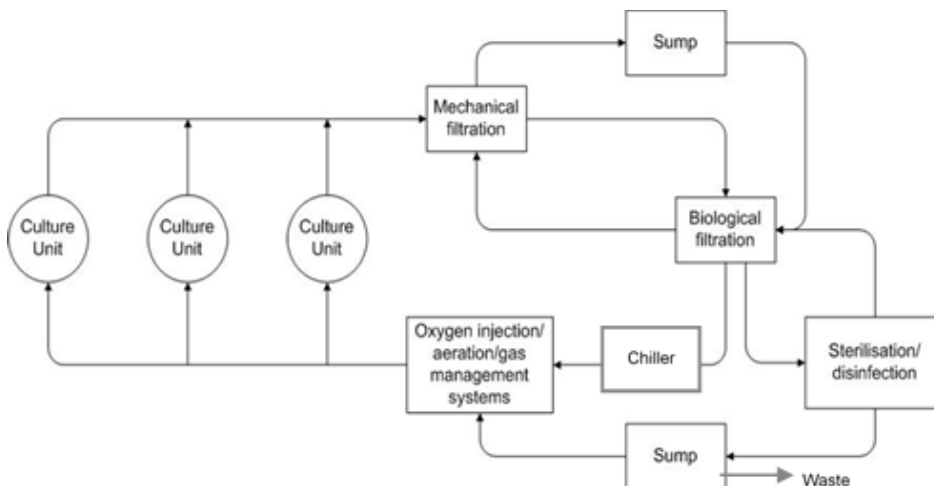 Sump
Mechanical
filtration
Culture
Unit
Culture
Unit
Culture
Unit
Biological
filtration
Oxygen injection/
aeration/gas
management
systems
Chiller
Sterilisation/
disinfection
Sump
Waste